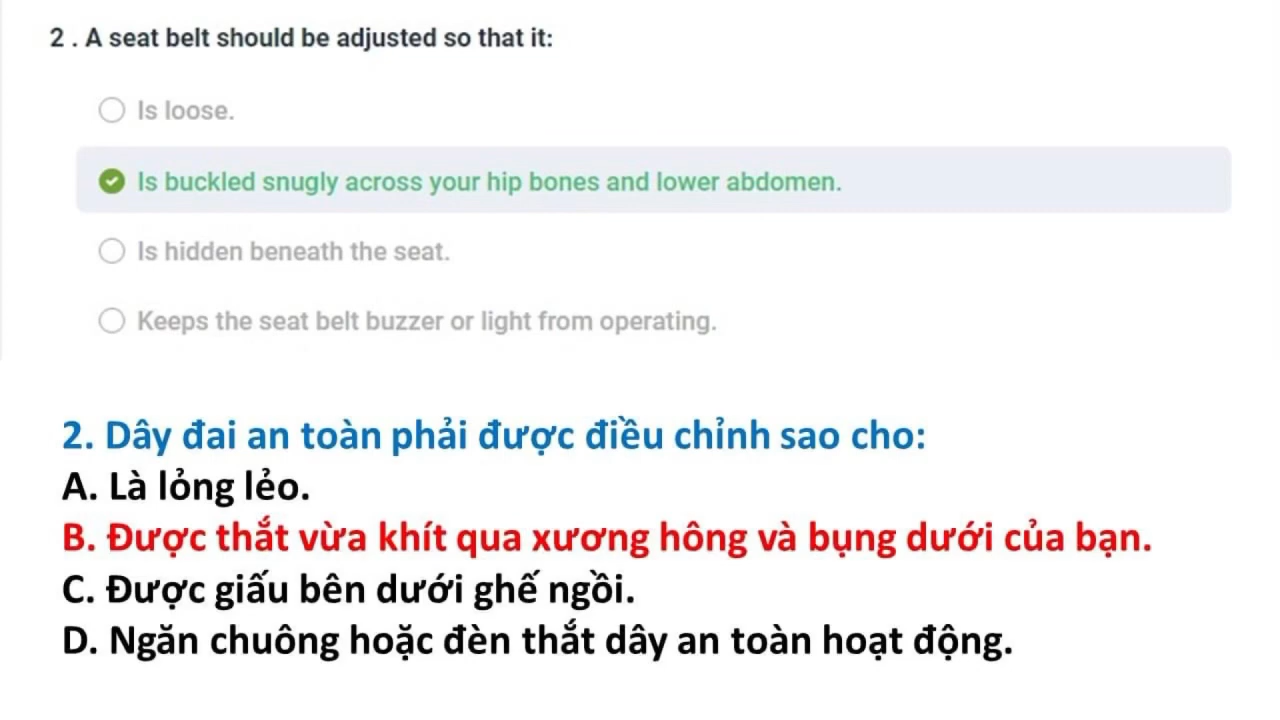 2 . A seat belt should be adjusted so that it:
Is loose.
Is buckled snugly across your hip bones and lower abdomen.
Is hidden beneath the seat.
Keeps the seat belt buzzer or light from operating.
2. Dây đai an toàn phải được điều chỉnh sao cho:
A. Là lỏng lẻo.
B. Được thắt vừa khít qua xương hông và bụng dưới của bạn.
C. Được giấu bên dưới ghế ngồi.
D. Ngăn chuông hoặc đèn thắt dây an toàn hoạt động.